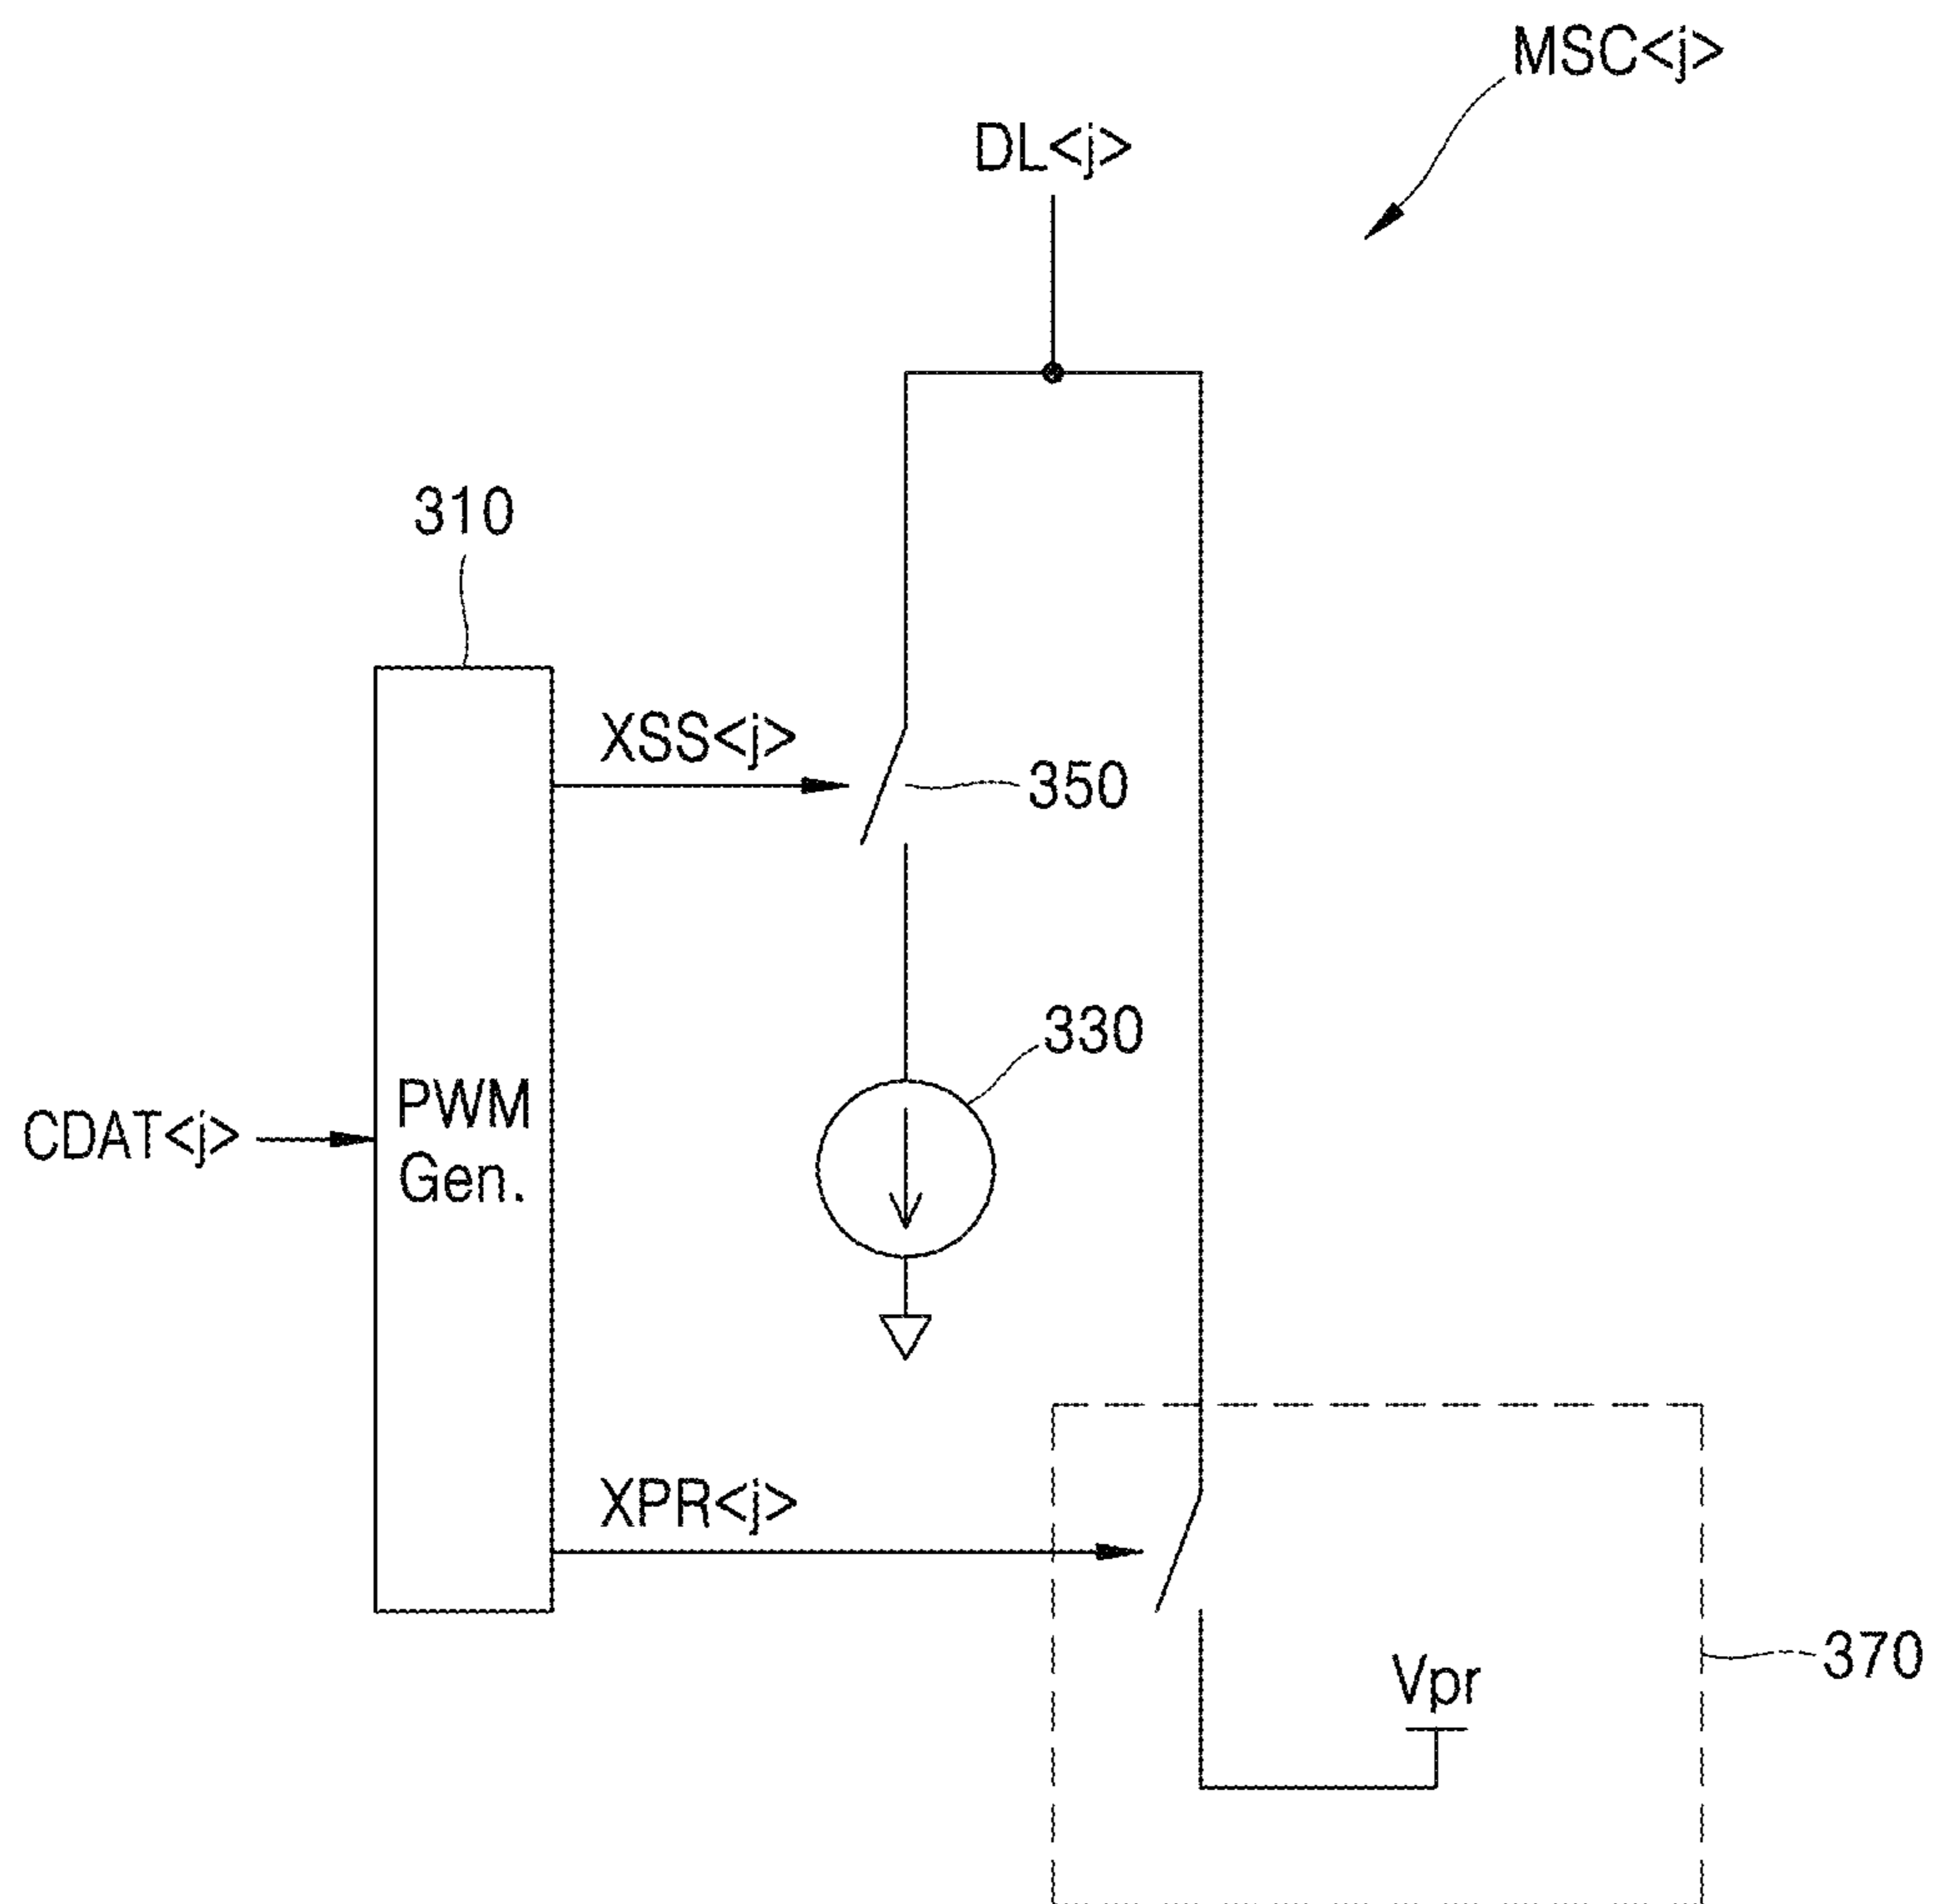 MSC<j>
DL<j>
310
XSS<j>
350
330
CDAT<j>
PWM
Gen.
XPR<j>
370
Vpr